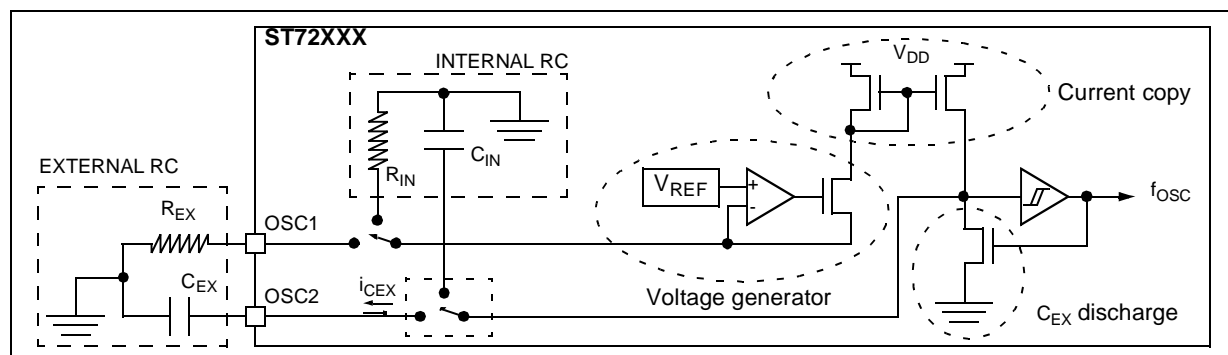 ST72XXX
INTERNAL RC
V_DD
Current copy
EXTERNAL RC
R_EX
R_IN
C_IN
V_REF
+
-
f_OSC
OSC1
C_EX
OSC2
i_CEX
Voltage generator
C_EX discharge